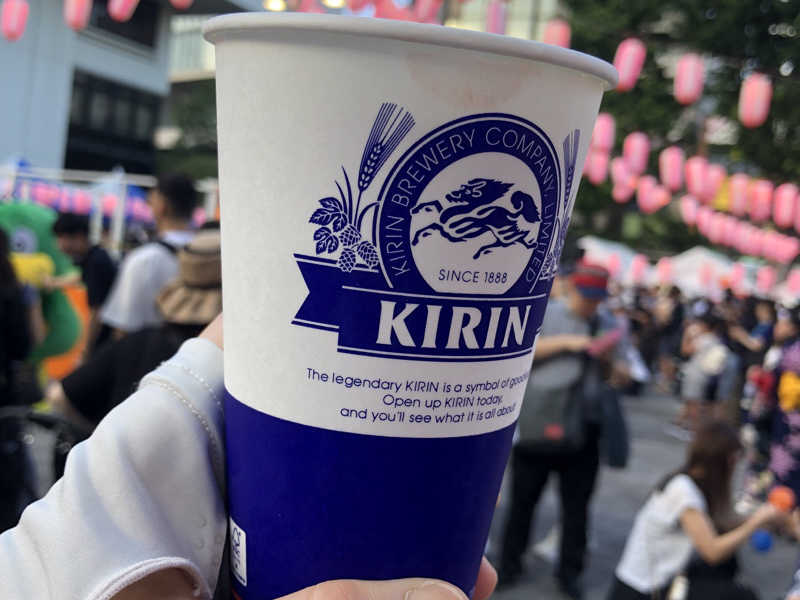 KIRIN BREWERY COMPANY, LIMITED
SINCE 1888
KIRIN
The legendary KIRIN is a symbol of good
Open up KIRIN today,
and you'll see what it is all about